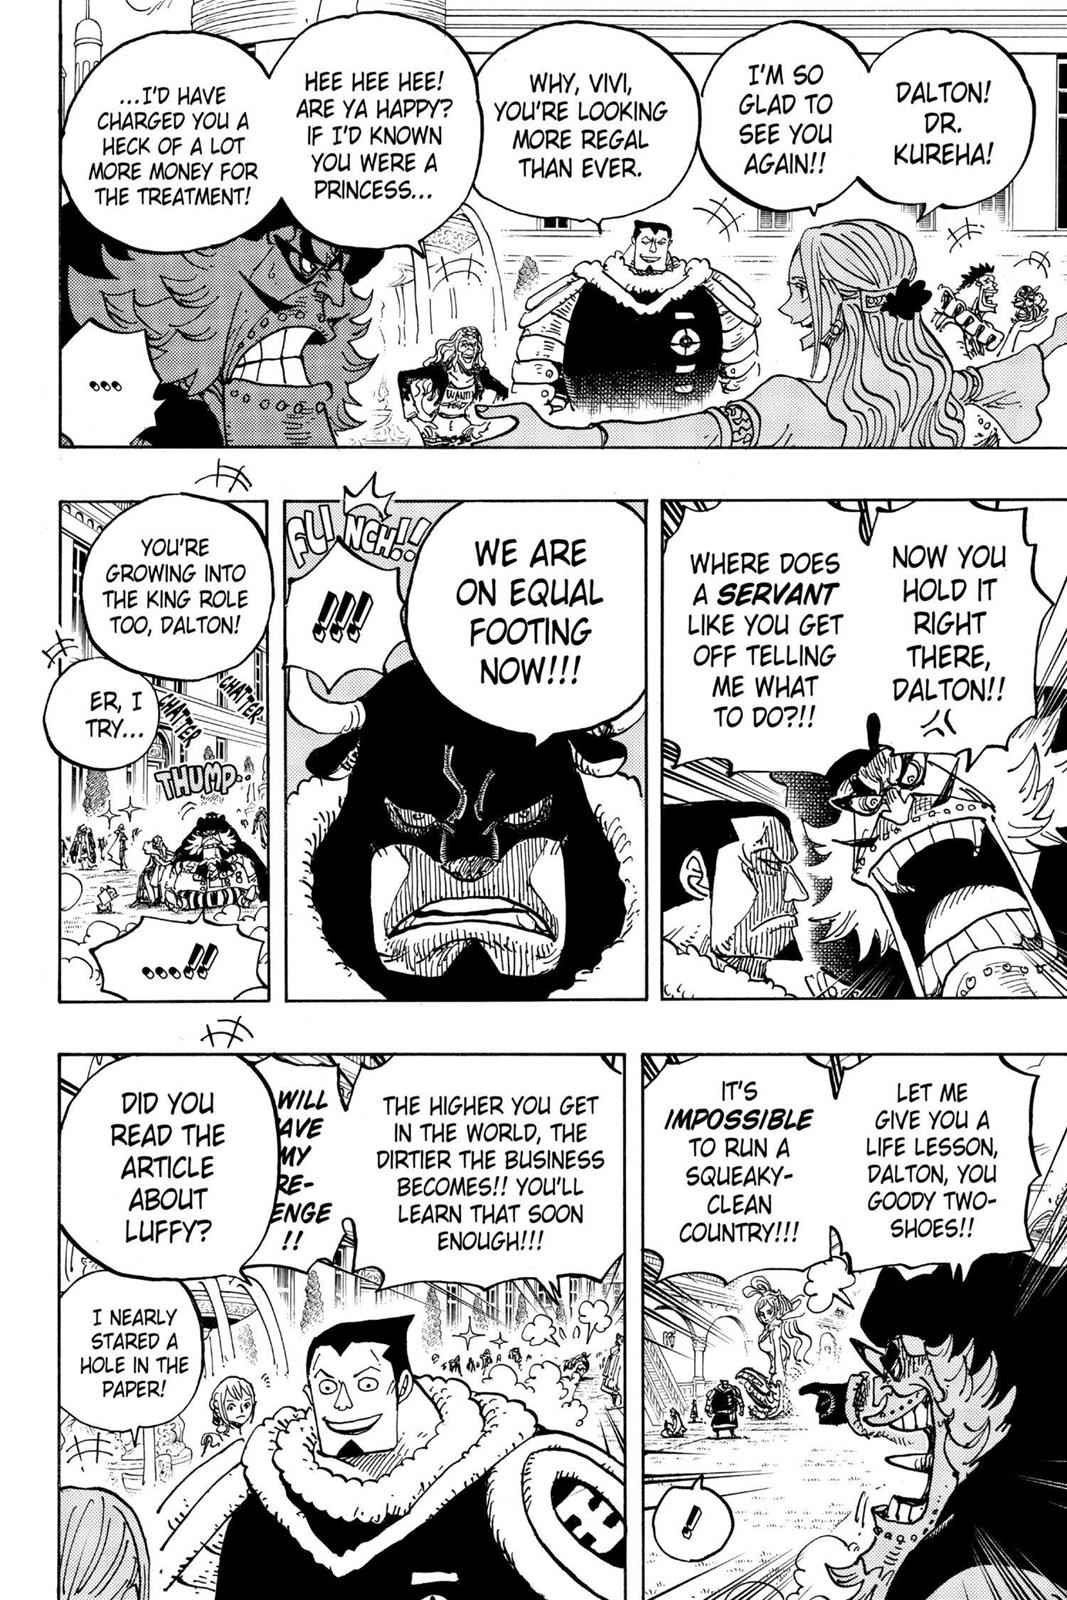 DALTON!
DR.
KUREHA!
I'M SO
GLAD TO
SEE YOU
AGAIN!!
WHY, VIVI,
YOU'RE LOOKING
MORE REGAL
THAN EVER.
HEE HEE HEE!
ARE YA HAPPY?
IF I'D KNOWN
YOU WERE A
PRINCESS...
...I'D HAVE
CHARGED YOU A
HECK OF A LOT
MORE MONEY FOR
THE TREATMENT!
...
NOW YOU
HOLD IT
RIGHT
THERE,
DALTON!!
WHERE DOES
A SERVANT
LIKE YOU GET
OFF TELLING
ME WHAT
TO DO?!!
WE ARE
ON EQUAL
FOOTING
NOW!!!
FLINCH!!
!!!
YOU'RE
GROWING INTO
THE KING ROLE
TOO, DALTON!
ER, I
TRY...
CHATTER
CHATTER
THUMP..
.....!!
LET ME
GIVE YOU A
LIFE LESSON,
DALTON, YOU
GOODY TWO-
SHOES!!
IT'S
IMPOSSIBLE
TO RUN A
SQUEAKY-
CLEAN
COUNTRY!!!
!
THE HIGHER YOU GET
IN THE WORLD, THE
DIRTIER THE BUSINESS
BECOMES!! YOU'LL
LEARN THAT SOON
ENOUGH!!!
WILL
AVE
MY
RE-
ENGE
!!
DID YOU
READ THE
ARTICLE
ABOUT
LUFFY?
I NEARLY
STARED A
HOLE IN THE
PAPER!